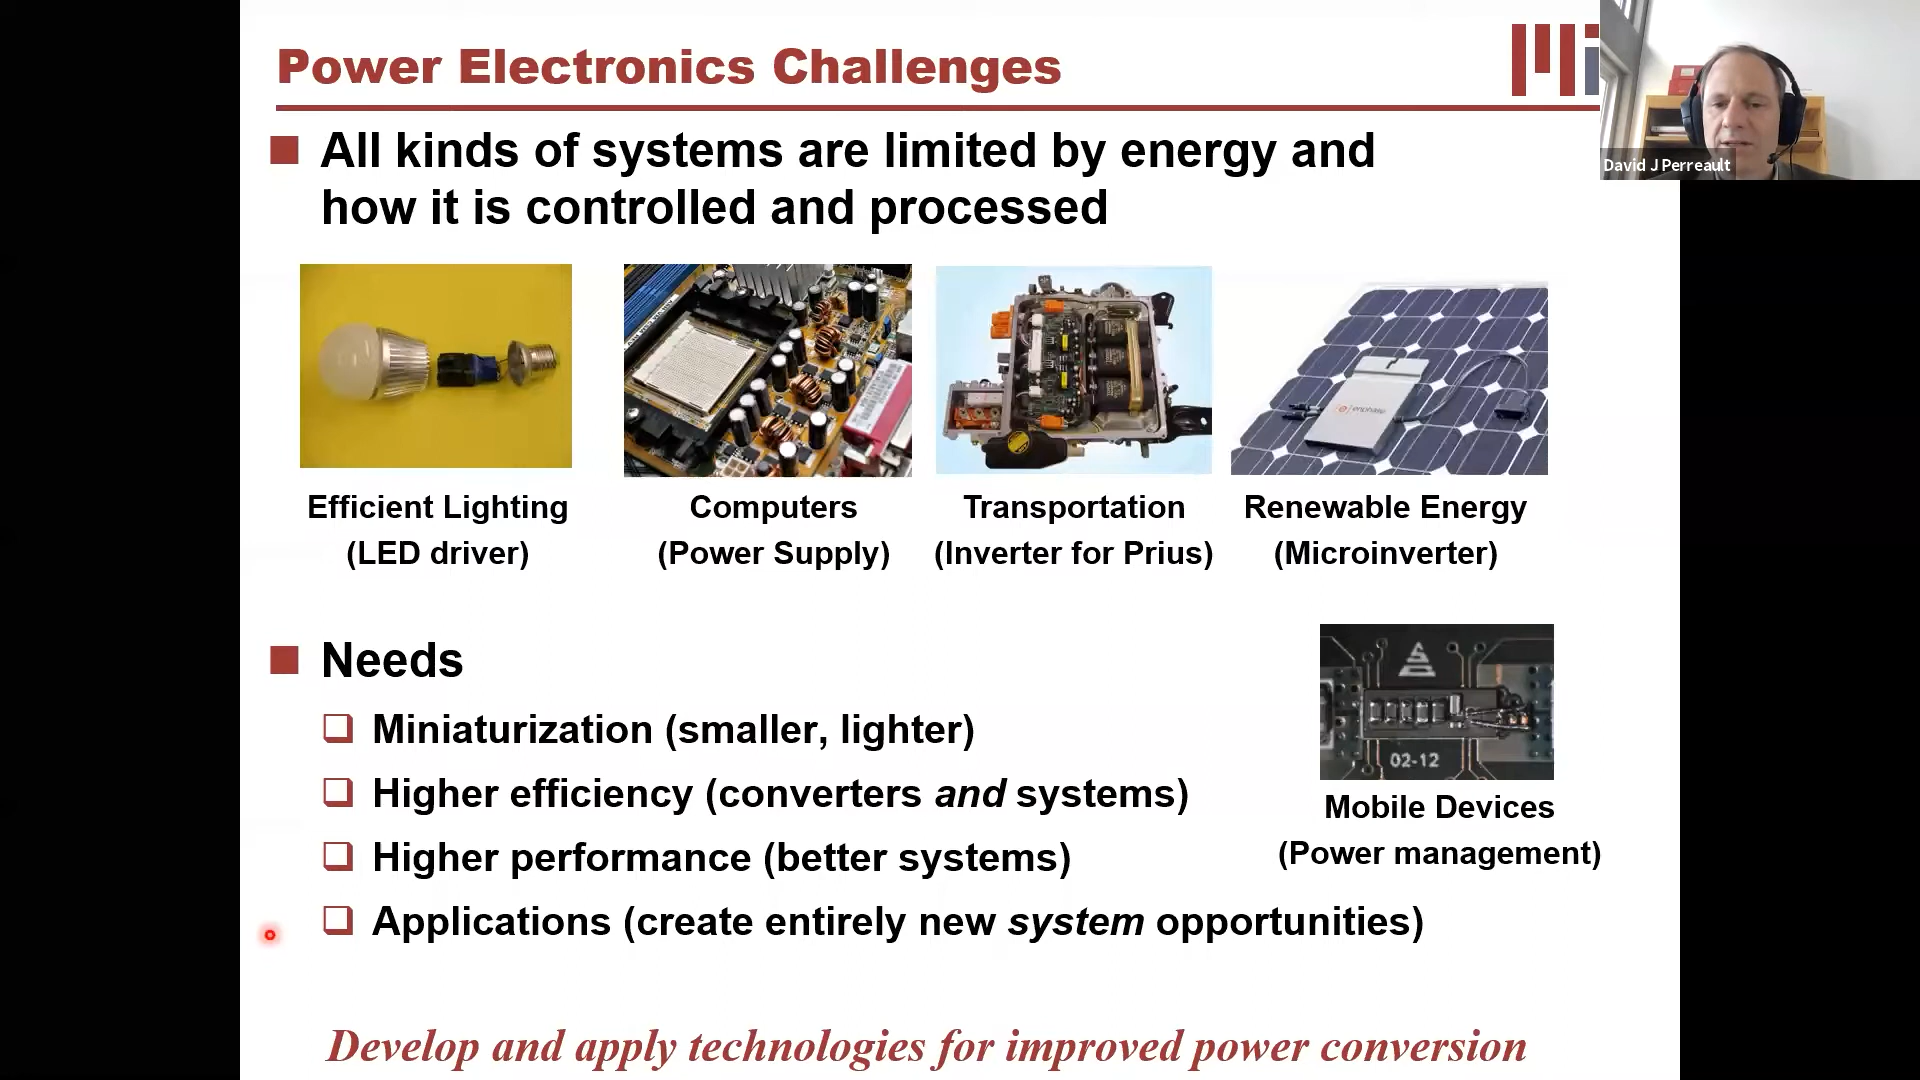 Power Electronics Challenges
David J Perreault
All kinds of systems are limited by energy and
how it is controlled and processed
enphase
Efficient Lighting
(LED driver)
Computers
(Power Supply)
Transportation
(Inverter for Prius)
Renewable Energy
(Microinverter)
Needs
Miniaturization (smaller, lighter)
Higher efficiency (converters and systems)
Higher performance (better systems)
Applications (create entirely new system opportunities)
02-12
Mobile Devices
(Power management)
Develop and apply technologies for improved power conversion